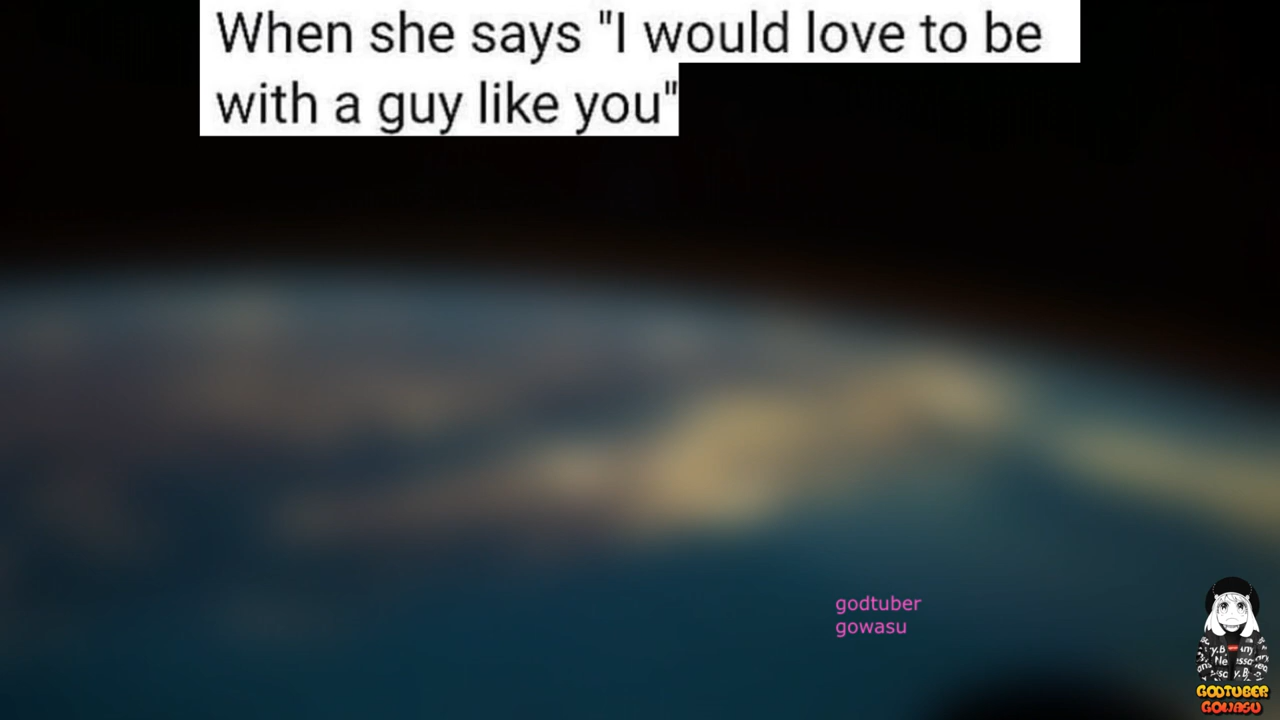 When she says "I would love to be
with a guy like you"
godtuber
gowasu
GODTUBER
GOWASU